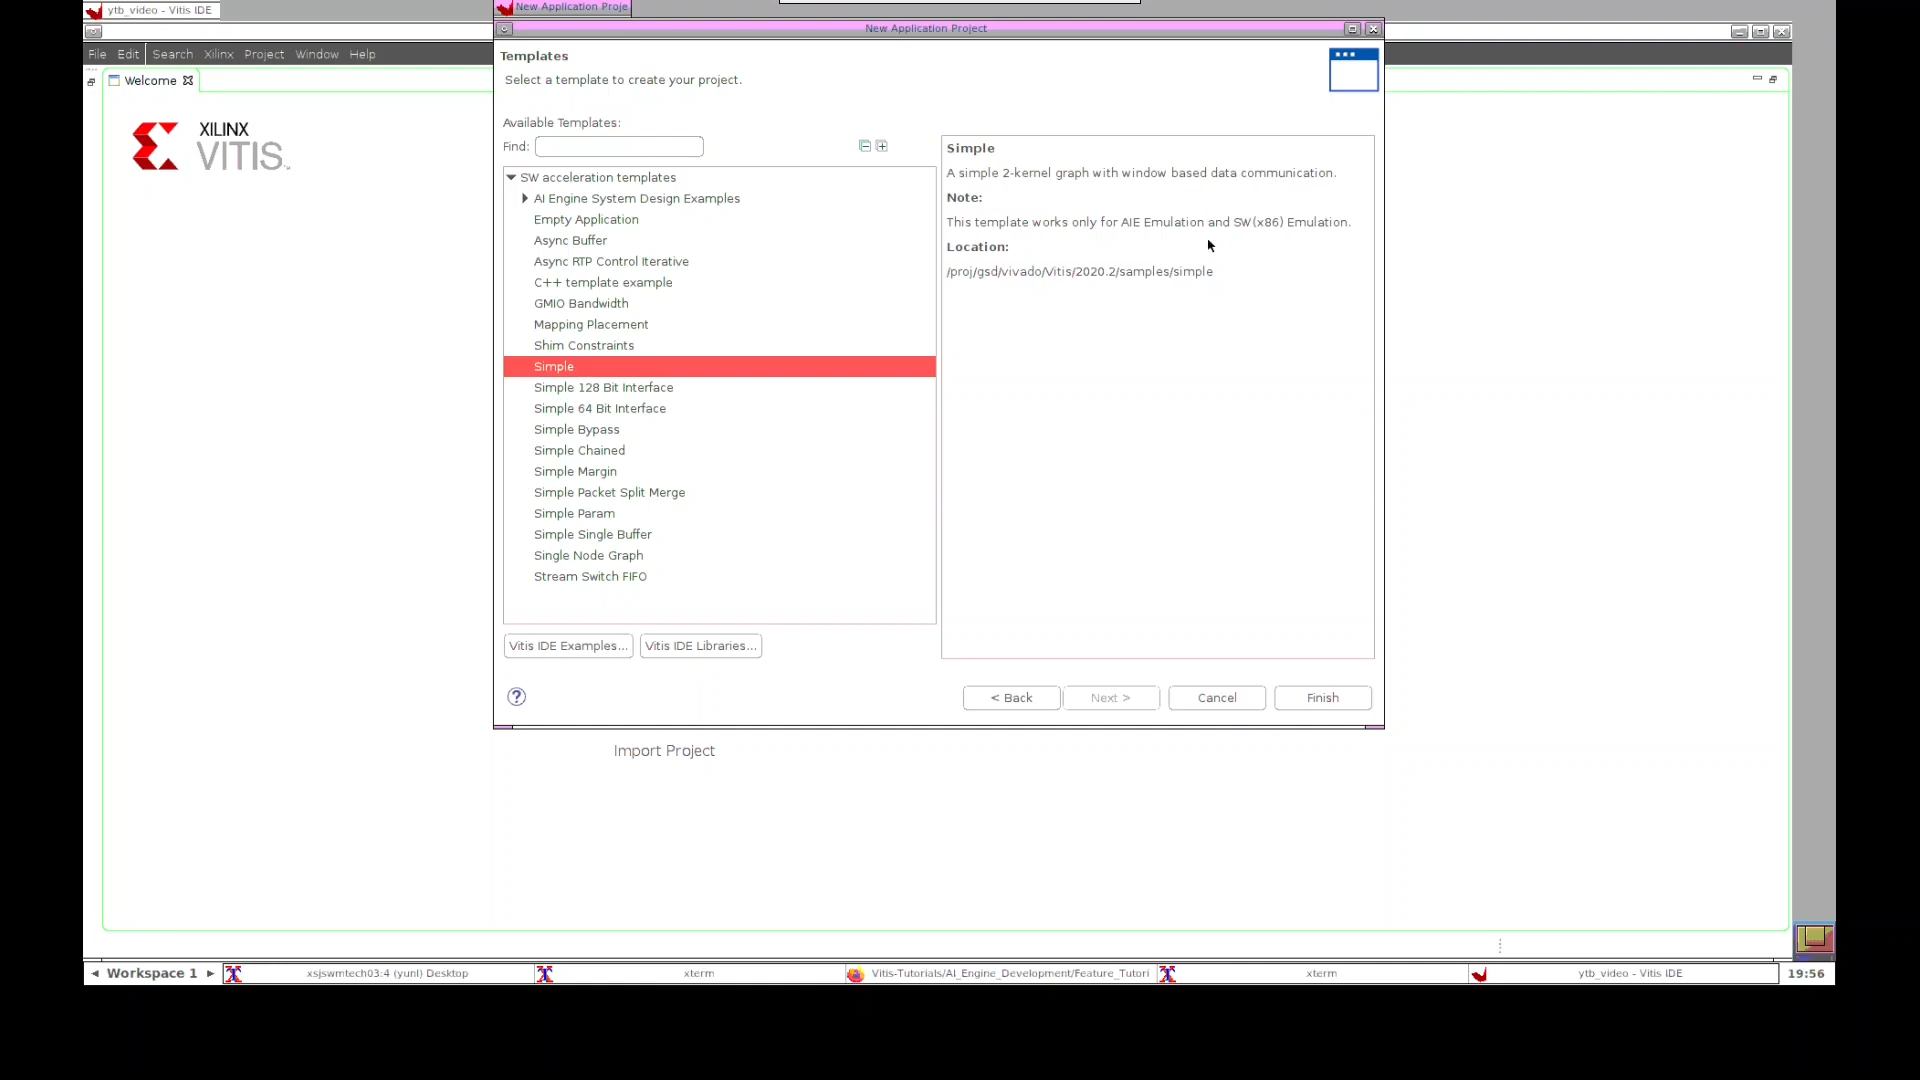 ytb_video - Vitis IDE
New Application Proje
New Application Project
File Edit Search Xilinx Project Window Help
Welcome
XILINX
VITIS
Templates
Select a template to create your project.
Available Templates:
Find:
SW acceleration templates
AI Engine System Design Examples
Empty Application
Async Buffer
Async RTP Control Iterative
C++ template example
GMIO Bandwidth
Mapping Placement
Shim Constraints
Simple
Simple 128 Bit Interface
Simple 64 Bit Interface
Simple Bypass
Simple Chained
Simple Margin
Simple Packet Split Merge
Simple Param
Simple Single Buffer
Single Node Graph
Stream Switch FIFO
Vitis IDE Examples... Vitis IDE Libraries...
Simple
A simple 2-kernel graph with window based data communication.
Note:
This template works only for AIE Emulation and SW(x86) Emulation.
Location:
/proj/gsd/vivado/Vitis/2020.2/samples/simple
? < Back Next > Cancel Finish
Import Project
Workspace 1 xsjswmtech03:4 (yunl) Desktop xterm Vitis-Tutorials/AI_Engine_Development/Feature_Tutori xterm ytb_video - Vitis IDE 19:56